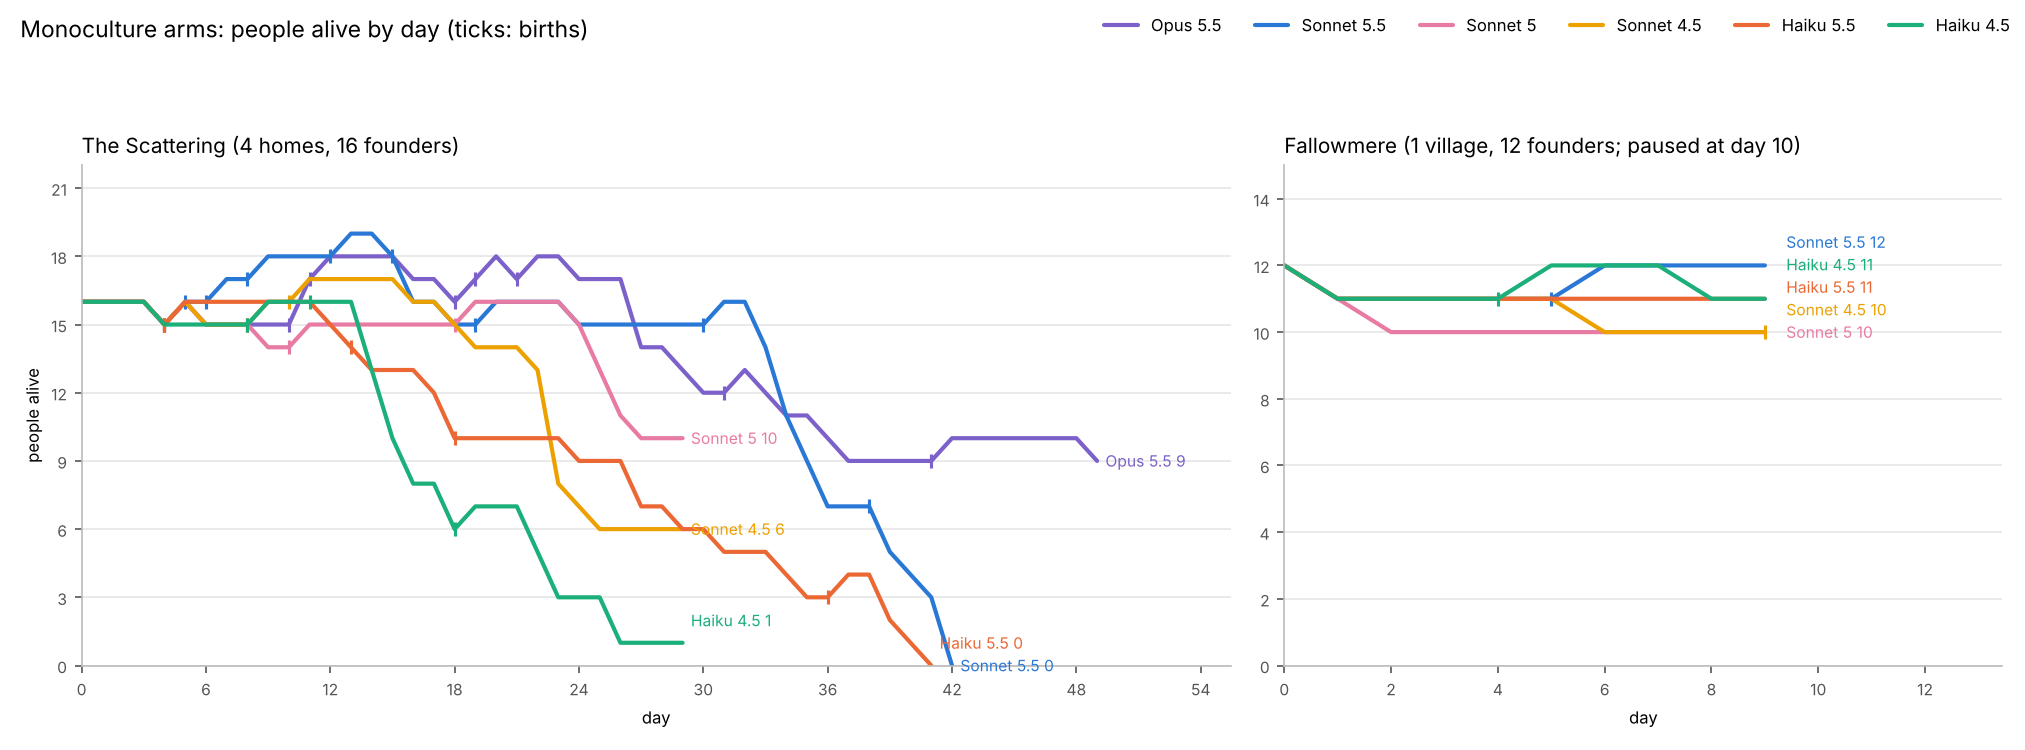 Monoculture arms: people alive by day (ticks: births)
Opus 5.5
Sonnet 5.5
Sonnet 5
Sonnet 4.5
Haiku 5.5
Haiku 4.5
The Scattering (4 homes, 16 founders)
21
18
15
12
9
6
3
0
people alive
Sonnet 5 10
Opus 5.5 9
Sonnet 4.5 6
Haiku 4.5 1
Haiku 5.5 0
Sonnet 5.5 0
0 6 12 18 24 30 36 42 48 54
day
Fallowmere (1 village, 12 founders; paused at day 10)
14
12
10
8
6
4
2
0
Sonnet 5.5 12
Haiku 4.5 11
Haiku 5.5 11
Sonnet 4.5 10
Sonnet 5 10
0 2 4 6 8 10 12
day